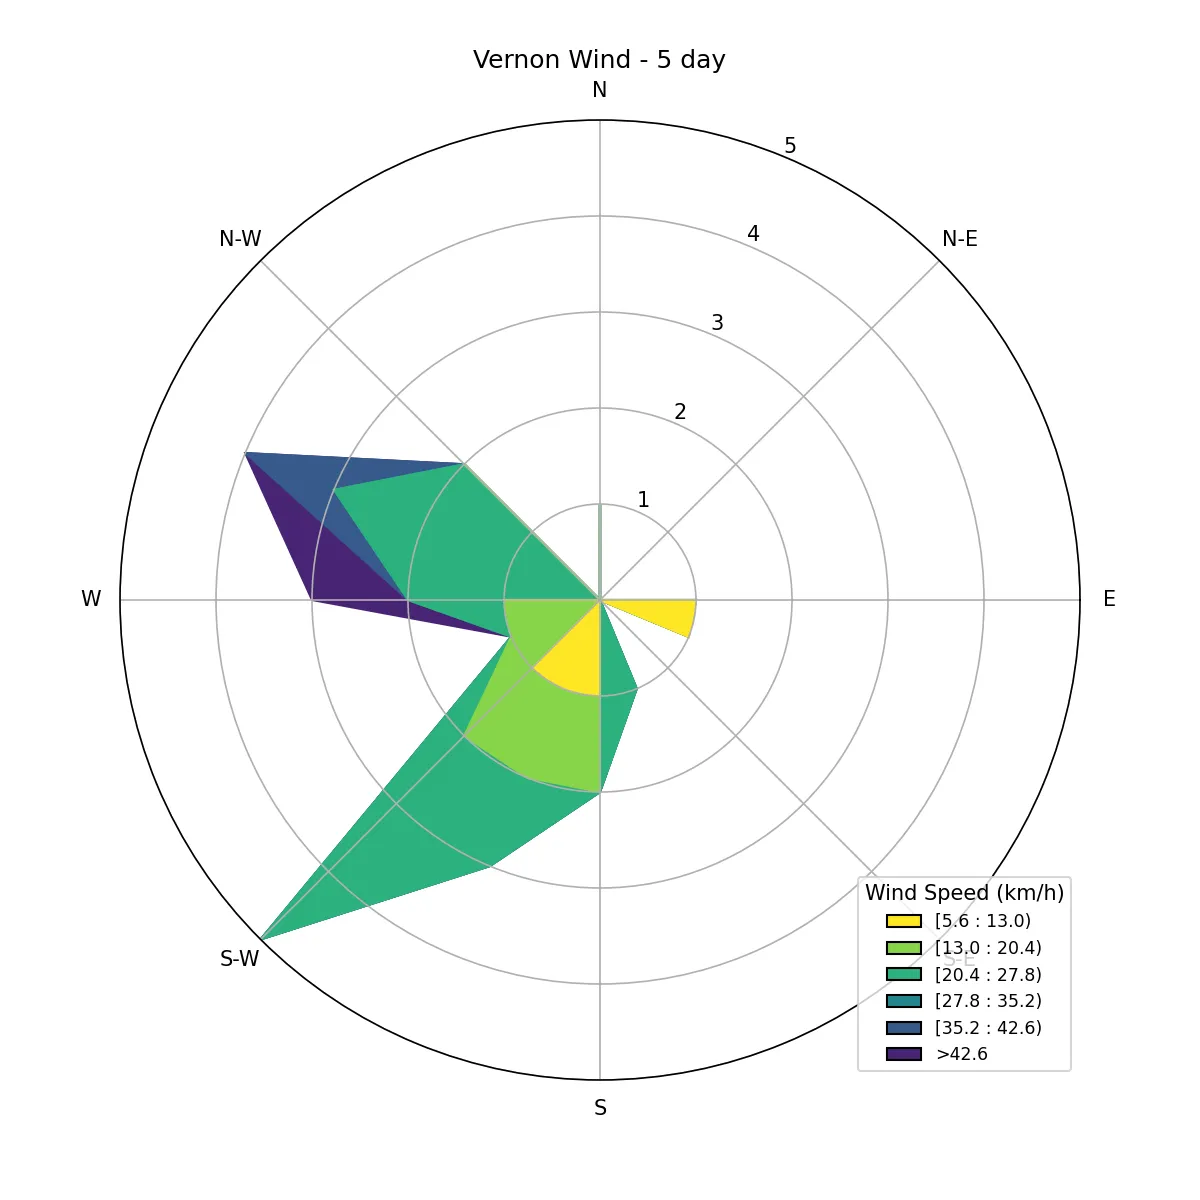 Vernon Wind - 5 day
N
5
N-W
4
N-E
3
2
1
W
E
Wind Speed (km/h)
[5.6 : 13.0)
[13.0 : 20.4)
S-W
S-E
[20.4 : 27.8)
[27.8 : 35.2)
[35.2 : 42.6)
>42.6
S